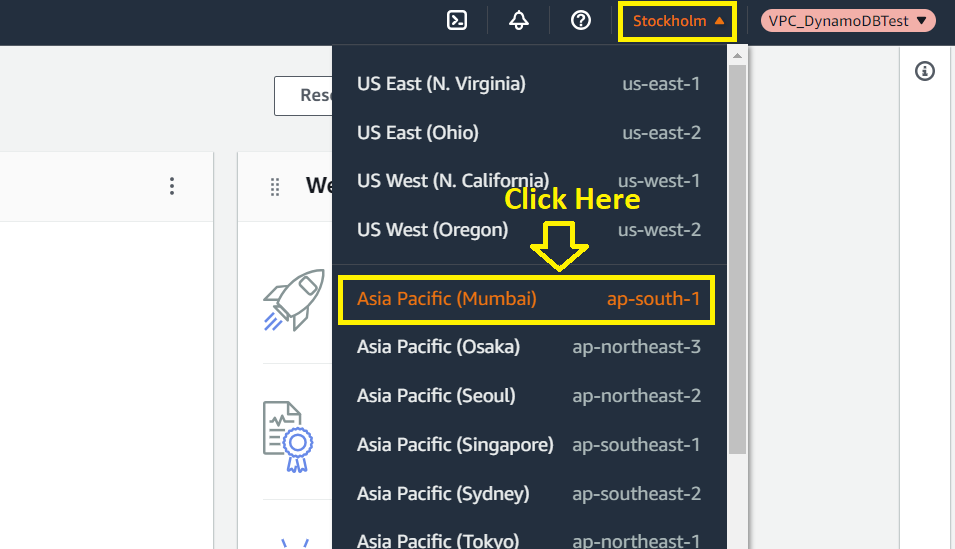 Stockholm
VPC_DynamoDBTest
Rese
We
US East (N. Virginia) us-east-1
US East (Ohio) us-east-2
US West (N. California) us-west-1
Click Here
US West (Oregon) us-west-2
Asia Pacific (Mumbai) ap-south-1
Asia Pacific (Osaka) ap-northeast-3
Asia Pacific (Seoul) ap-northeast-2
Asia Pacific (Singapore) ap-southeast-1
Asia Pacific (Sydney) ap-southeast-2
Asia Pacific (Tokyo) ap-northeast-1